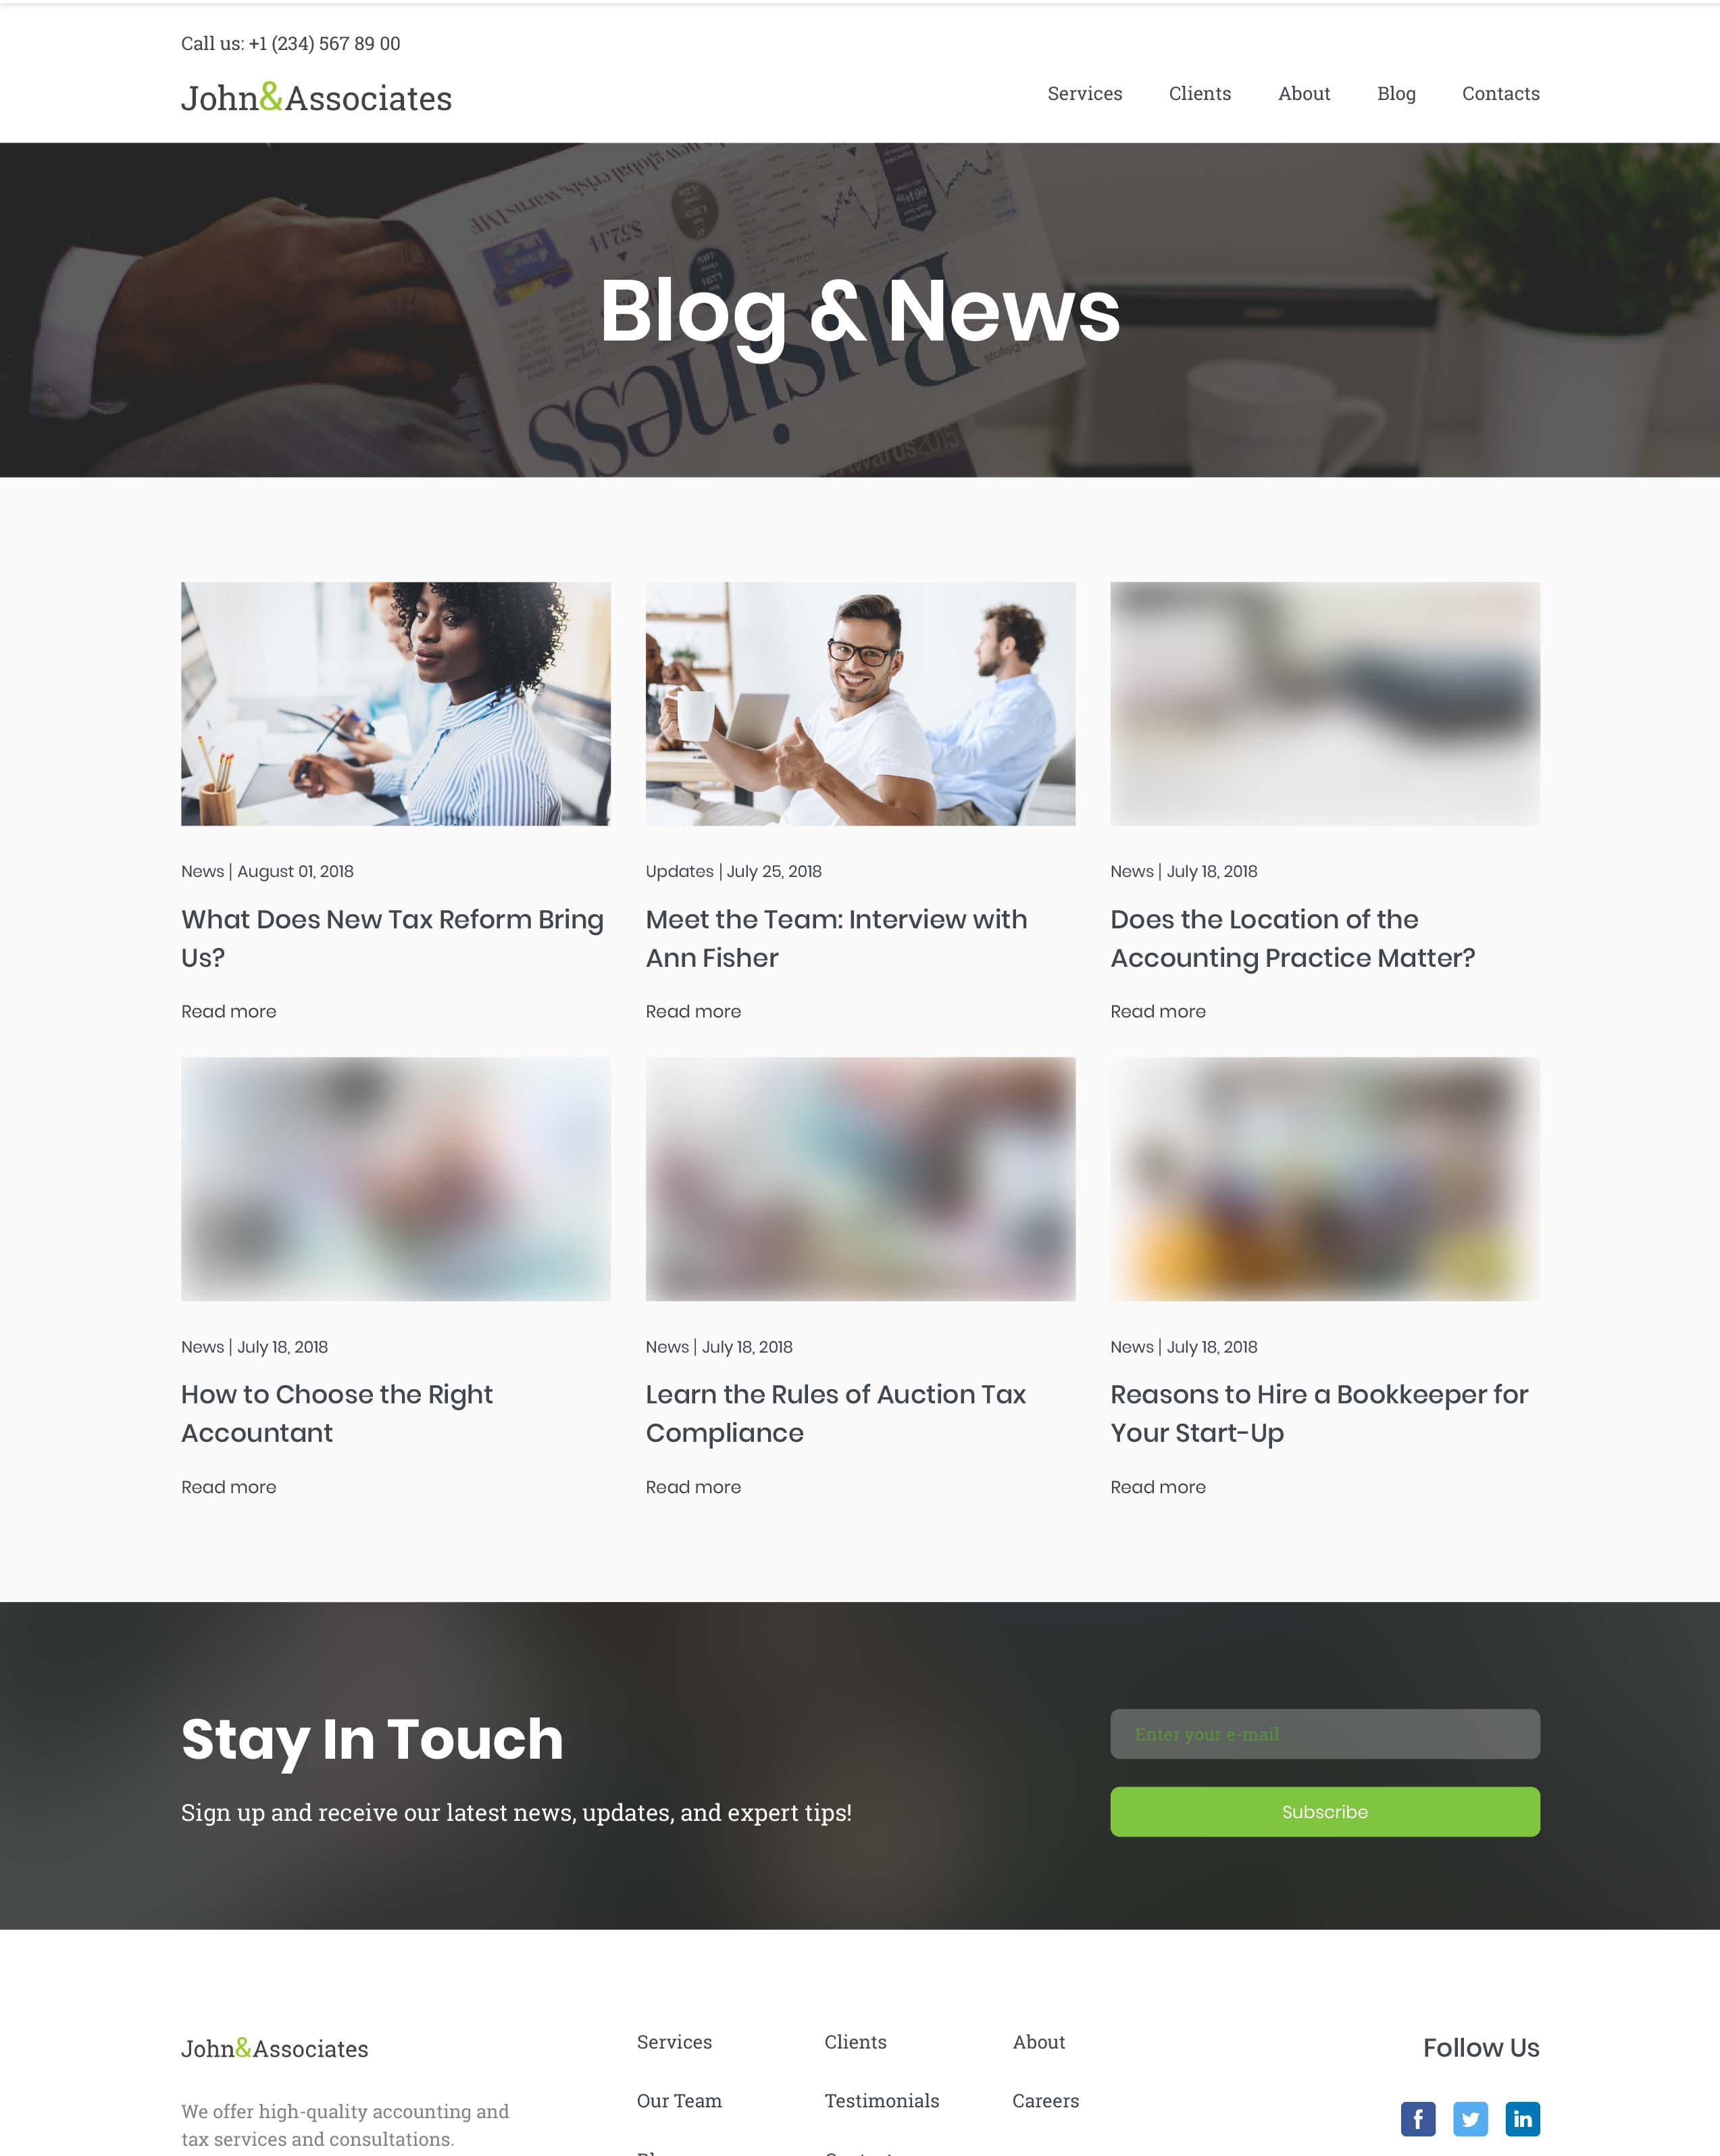 Call us: +1 (234) 567 89 00
John&Associates
Services
Clients
About
Blog
Contacts
Business
Blog & News
News | August 01, 2018
What Does New Tax Reform Bring
Us?
Read more
Updates | July 25, 2018
Meet the Team: Interview with
Ann Fisher
Read more
News | July 18, 2018
Does the Location of the
Accounting Practice Matter?
Read more
News | July 18, 2018
How to Choose the Right
Accountant
Read more
News | July 18, 2018
Learn the Rules of Auction Tax
Compliance
Read more
News | July 18, 2018
Reasons to Hire a Bookkeeper for
Your Start-Up
Read more
Stay In Touch
Sign up and receive our latest news, updates, and expert tips!
Enter your e-mail
Subscribe
John&Associates
We offer high-quality accounting and
tax services and consultations.
Services
Clients
About
Our Team
Testimonials
Careers
Follow Us